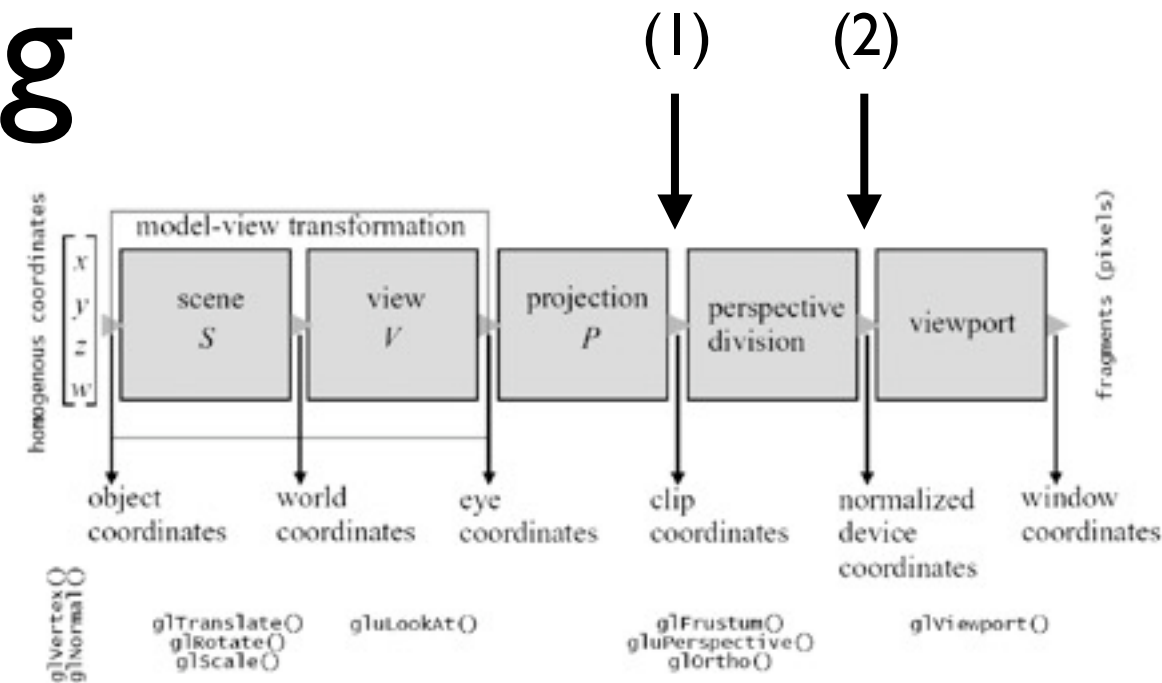 g
(1)
(2)
homogenous coordinates
x
y
z
w
model-view transformation
scene
S
view
V
projection
P
perspective
division
viewport
fragments (pixels)
object
coordinates
world
coordinates
eye
coordinates
clip
coordinates
normalized
device
coordinates
window
coordinates
glVertex()
glNormal()
glTranslate()
glRotate()
glScale()
gluLookAt()
glFrustum()
gluPerspective()
glOrtho()
glViewport()